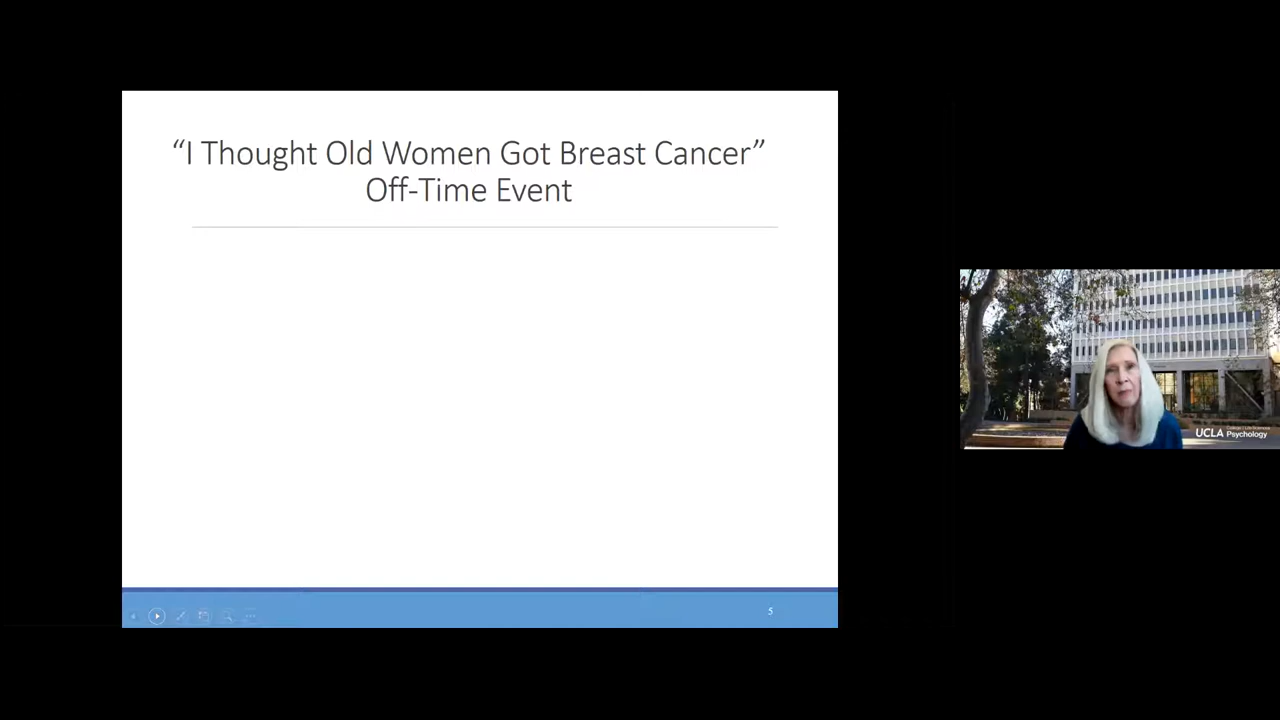 “I Thought Old Women Got Breast Cancer”
Off-Time Event
5
UCLA Psychology